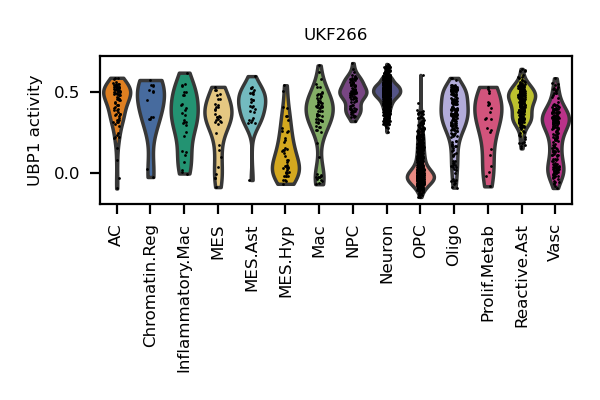 UKF266
UBP1 activity
0.5
0.0
AC
Chromatin.Reg
Inflammatory.Mac
MES
MES.Ast
MES.Hyp
Mac
NPC
Neuron
OPC
Oligo
Prolif.Metab
Reactive.Ast
Vasc